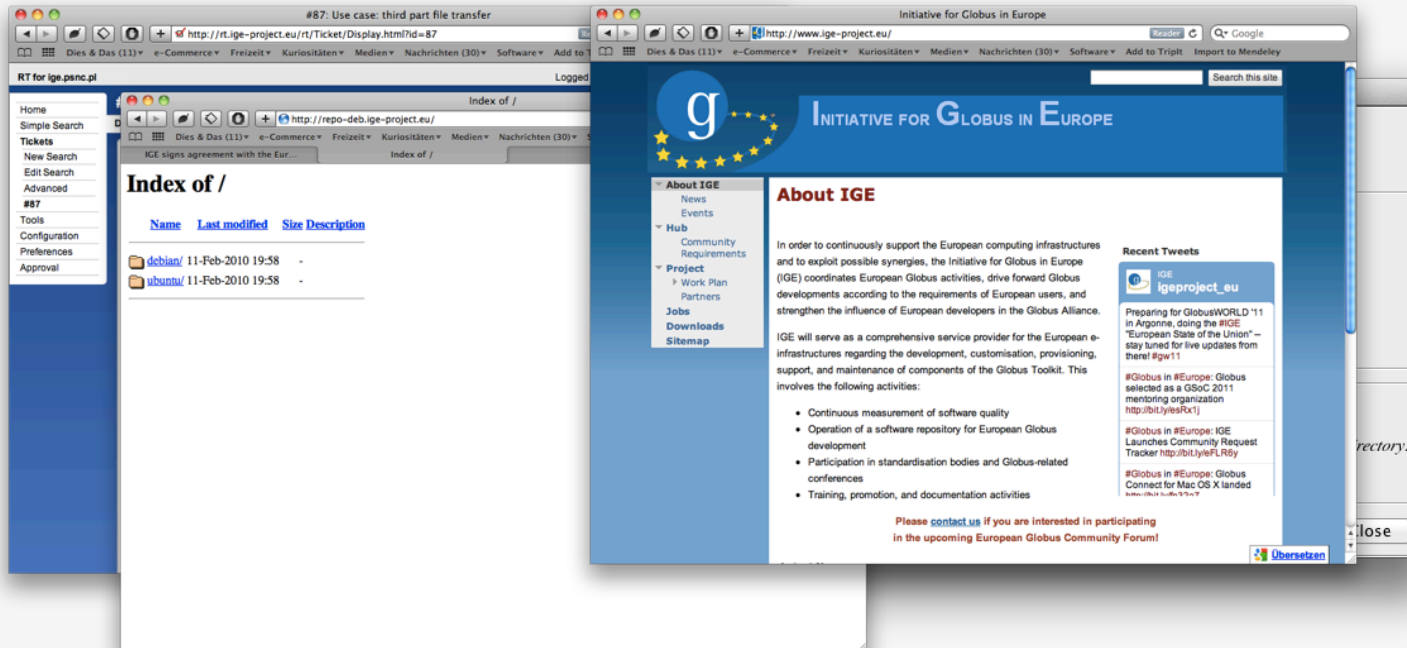 #87: Use case: third part file transfer
http://rt.ige-project.eu/rt/Ticket/Display.html?id=87
Dies & Das (11) e-Commerce Freizeit Kuriositäten Medien Nachrichten (30) Software Add to
RT for ige.psnc.pl
Logged
Home
Simple Search
Tickets
New Search
Edit Search
Advanced
#87
Tools
Configuration
Preferences
Approval
Index of /
http://repo-deb.ige-project.eu/
Dies & Das (11) e-Commerce Freizeit Kuriositäten Medien Nachrichten (30)
IGE signs agreement with the Eur...
Index of /
Index of /
Name Last modified Size Description
debian/ 11-Feb-2010 19:58 -
ubuntu/ 11-Feb-2010 19:58 -
Initiative for Globus in Europe
http://www.ige-project.eu/
Reader
Google
Dies & Das (11) e-Commerce Freizeit Kuriositäten Medien Nachrichten (30) Software Add to TripIt Import to Mendeley
Search this site
g
INITIATIVE FOR GLOBUS IN EUROPE
About IGE
News
Events
Hub
Community
Requirements
Project
Work Plan
Partners
Jobs
Downloads
Sitemap
About IGE
In order to continuously support the European computing infrastructures
and to exploit possible synergies, the Initiative for Globus in Europe
(IGE) coordinates European Globus activities, drive forward Globus
developments according to the requirements of European users, and
strengthen the influence of European developers in the Globus Alliance.
IGE will serve as a comprehensive service provider for the European e-
infrastructures regarding the development, customisation, provisioning,
support, and maintenance of components of the Globus Toolkit. This
involves the following activities:
• Continuous measurement of software quality
• Operation of a software repository for European Globus
development
• Participation in standardisation bodies and Globus-related
conferences
• Training, promotion, and documentation activities
Recent Tweets
IGE
igeproject_eu
Preparing for GlobusWORLD '11
in Argonne, doing the #IGE
"European State of the Union" –
stay tuned for live updates from
there! #gw11
#Globus in #Europe: Globus
selected as a GSoC 2011
mentoring organization
http://bit.ly/esRx1j
#Globus in #Europe: IGE
Launches Community Request
Tracker http://bit.ly/eFLR6y
#Globus in #Europe: Globus
Connect for Mac OS X landed
Please contact us if you are interested in participating
in the upcoming European Globus Community Forum!
Übersetzen
rectory.
Close